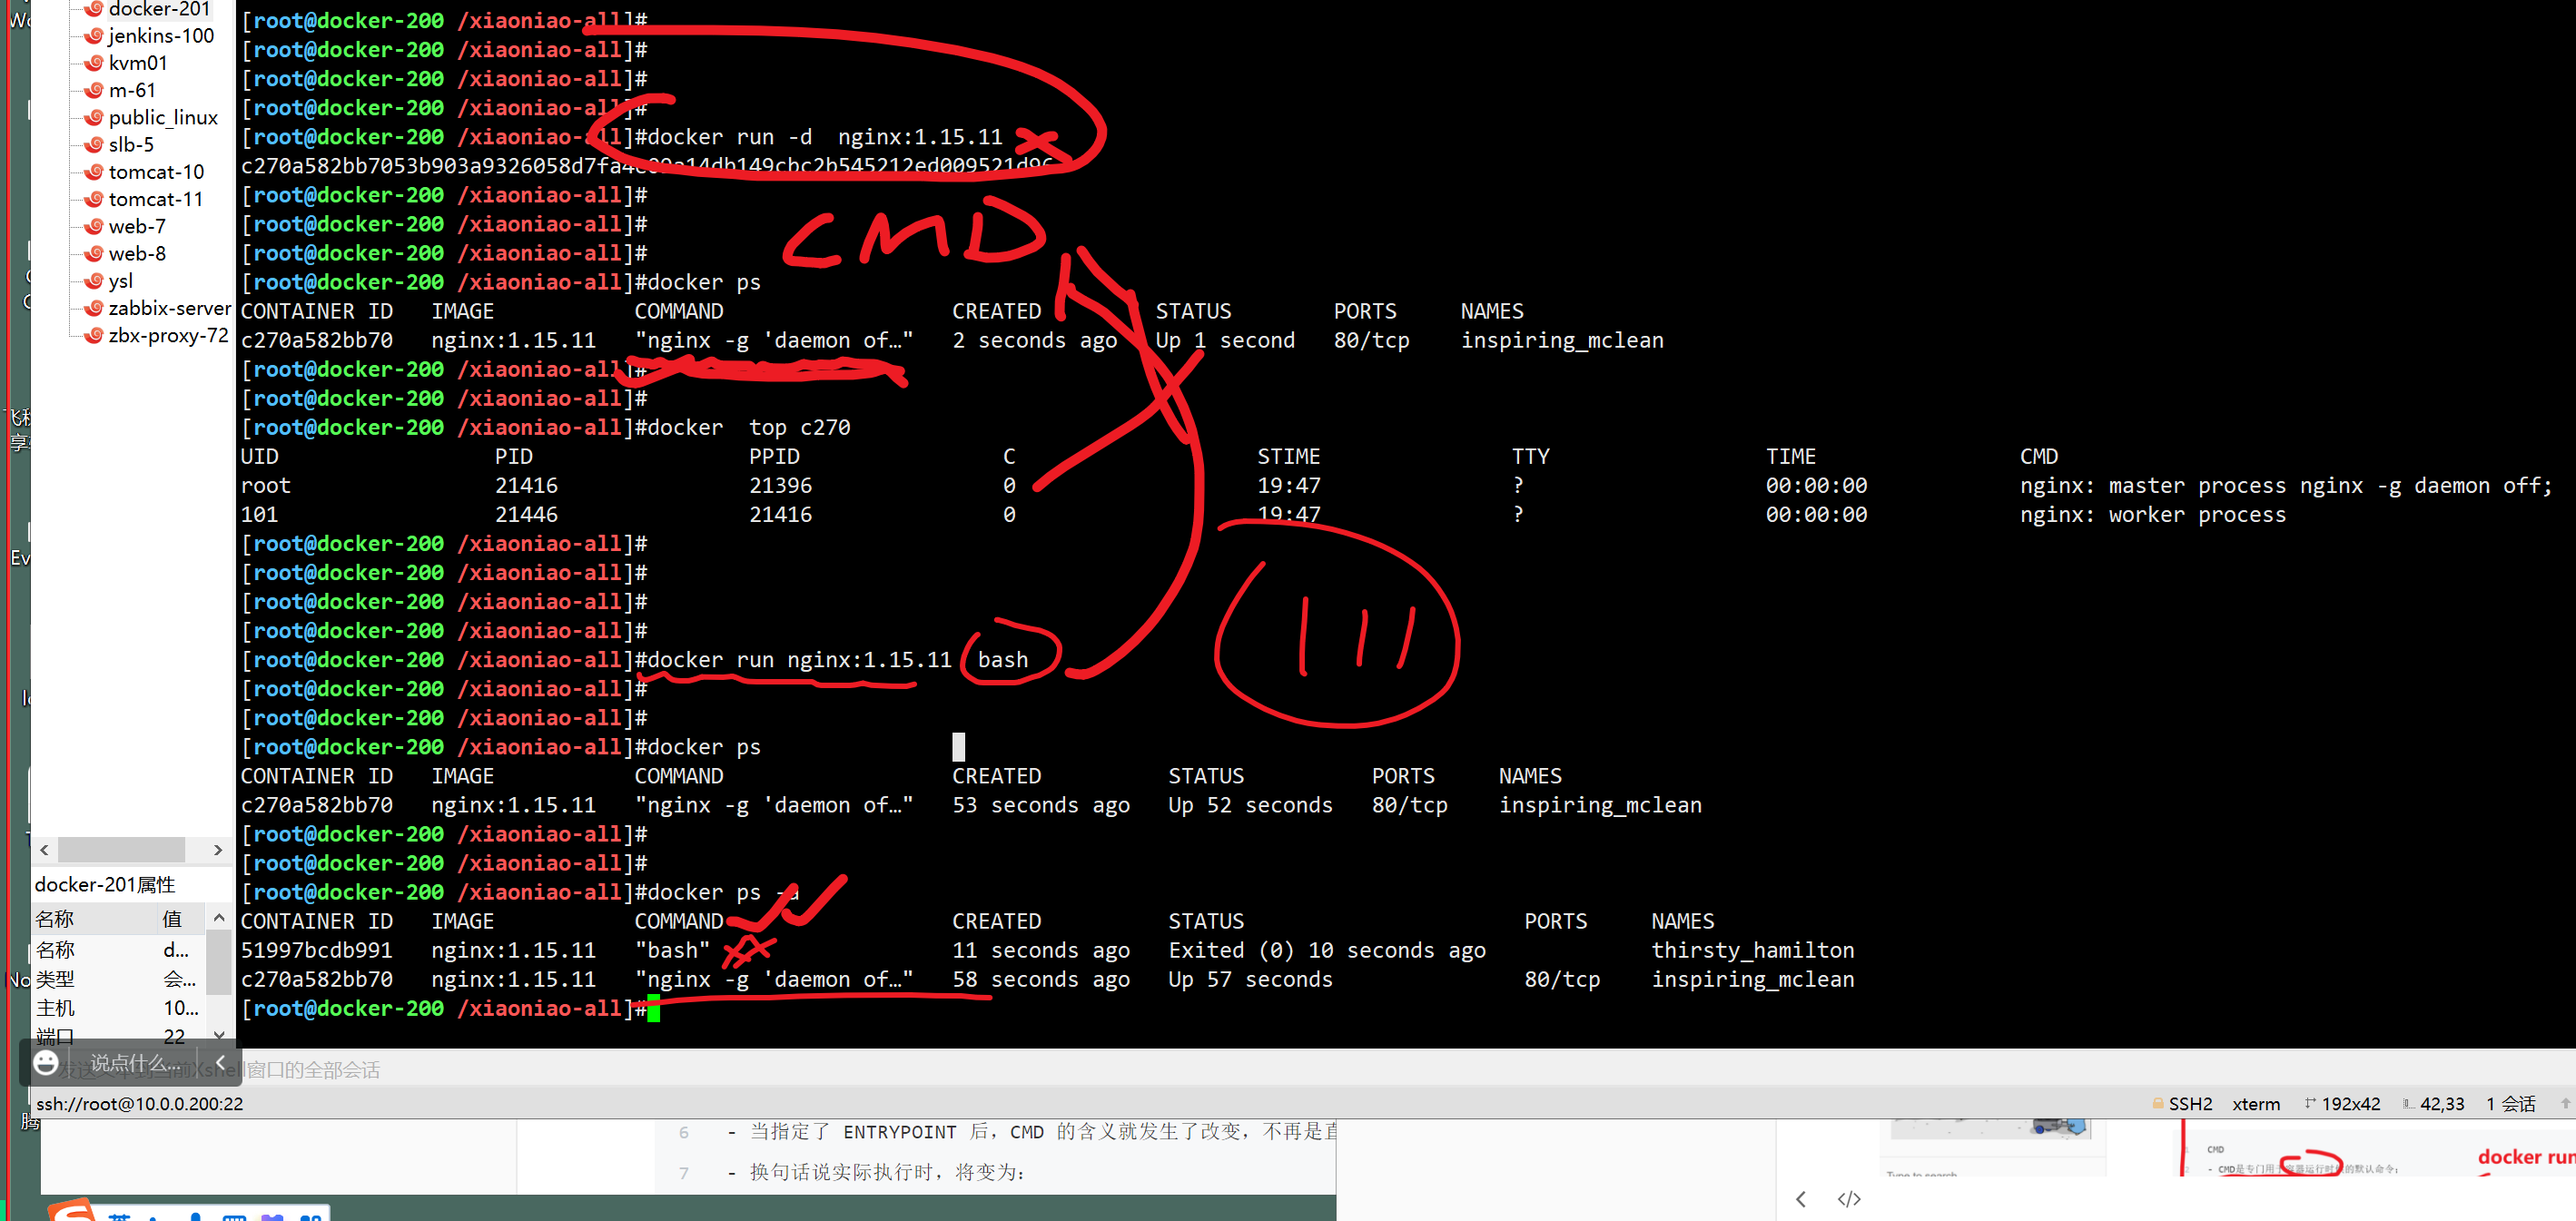 docker-201
jenkins-100
kvm01
m-61
public_linux
slb-5
tomcat-10
tomcat-11
web-7
web-8
ysl
zabbix-server
zbx-proxy-72
[root@docker-200 /xiaoniao-all]#
[root@docker-200 /xiaoniao-all]#
[root@docker-200 /xiaoniao-all]#
[root@docker-200 /xiaoniao-all]#
[root@docker-200 /xiaoniao-all]#docker run -d  nginx:1.15.11
[root@docker-200 /xiaoniao-all]#
[root@docker-200 /xiaoniao-all]#
[root@docker-200 /xiaoniao-all]#
CMD
[root@docker-200 /xiaoniao-all]#docker ps
CONTAINER ID IMAGE COMMAND CREATED STATUS PORTS NAMES
c270a582bb70 nginx:1.15.11 "nginx -g 'daemon of…" 2 seconds ago Up 1 second 80/tcp inspiring_mclean
[root@docker-200 /xiaoniao-all]#
[root@docker-200 /xiaoniao-all]#
[root@docker-200 /xiaoniao-all]#docker  top c270
UID PID PPID C STIME TTY TIME CMD
root 21416 21396 0 19:47 ? 00:00:00 nginx: master process nginx -g daemon off;
101 21446 21416 0 19:47 ? 00:00:00 nginx: worker process
[root@docker-200 /xiaoniao-all]#
[root@docker-200 /xiaoniao-all]#
[root@docker-200 /xiaoniao-all]#
[root@docker-200 /xiaoniao-all]#
[root@docker-200 /xiaoniao-all]#docker run nginx:1.15.11  bash
[root@docker-200 /xiaoniao-all]#
[root@docker-200 /xiaoniao-all]#
[root@docker-200 /xiaoniao-all]#docker ps
CONTAINER ID IMAGE COMMAND CREATED STATUS PORTS NAMES
c270a582bb70 nginx:1.15.11 "nginx -g 'daemon of…" 53 seconds ago Up 52 seconds 80/tcp inspiring_mclean
[root@docker-200 /xiaoniao-all]#
[root@docker-200 /xiaoniao-all]#
[root@docker-200 /xiaoniao-all]#docker ps -a
CONTAINER ID IMAGE COMMAND CREATED STATUS PORTS NAMES
51997bcdb991 nginx:1.15.11 "bash" 11 seconds ago Exited (0) 10 seconds ago thirsty_hamilton
c270a582bb70 nginx:1.15.11 "nginx -g 'daemon of…" 58 seconds ago Up 57 seconds 80/tcp inspiring_mclean
[root@docker-200 /xiaoniao-all]#
docker-201属性
名称 值
名称 d...
类型 会...
主机 10...
端口 22
说点什么...
窗口的全部会话
ssh://root@10.0.0.200:22
SSH2 xterm 192x42 42,33 1 会话
6 - 当指定了 ENTRYPOINT 后，CMD 的含义就发生了改变，不再是直
7 - 换句话说实际执行时，将变为：
Type to search
CMD
docker run